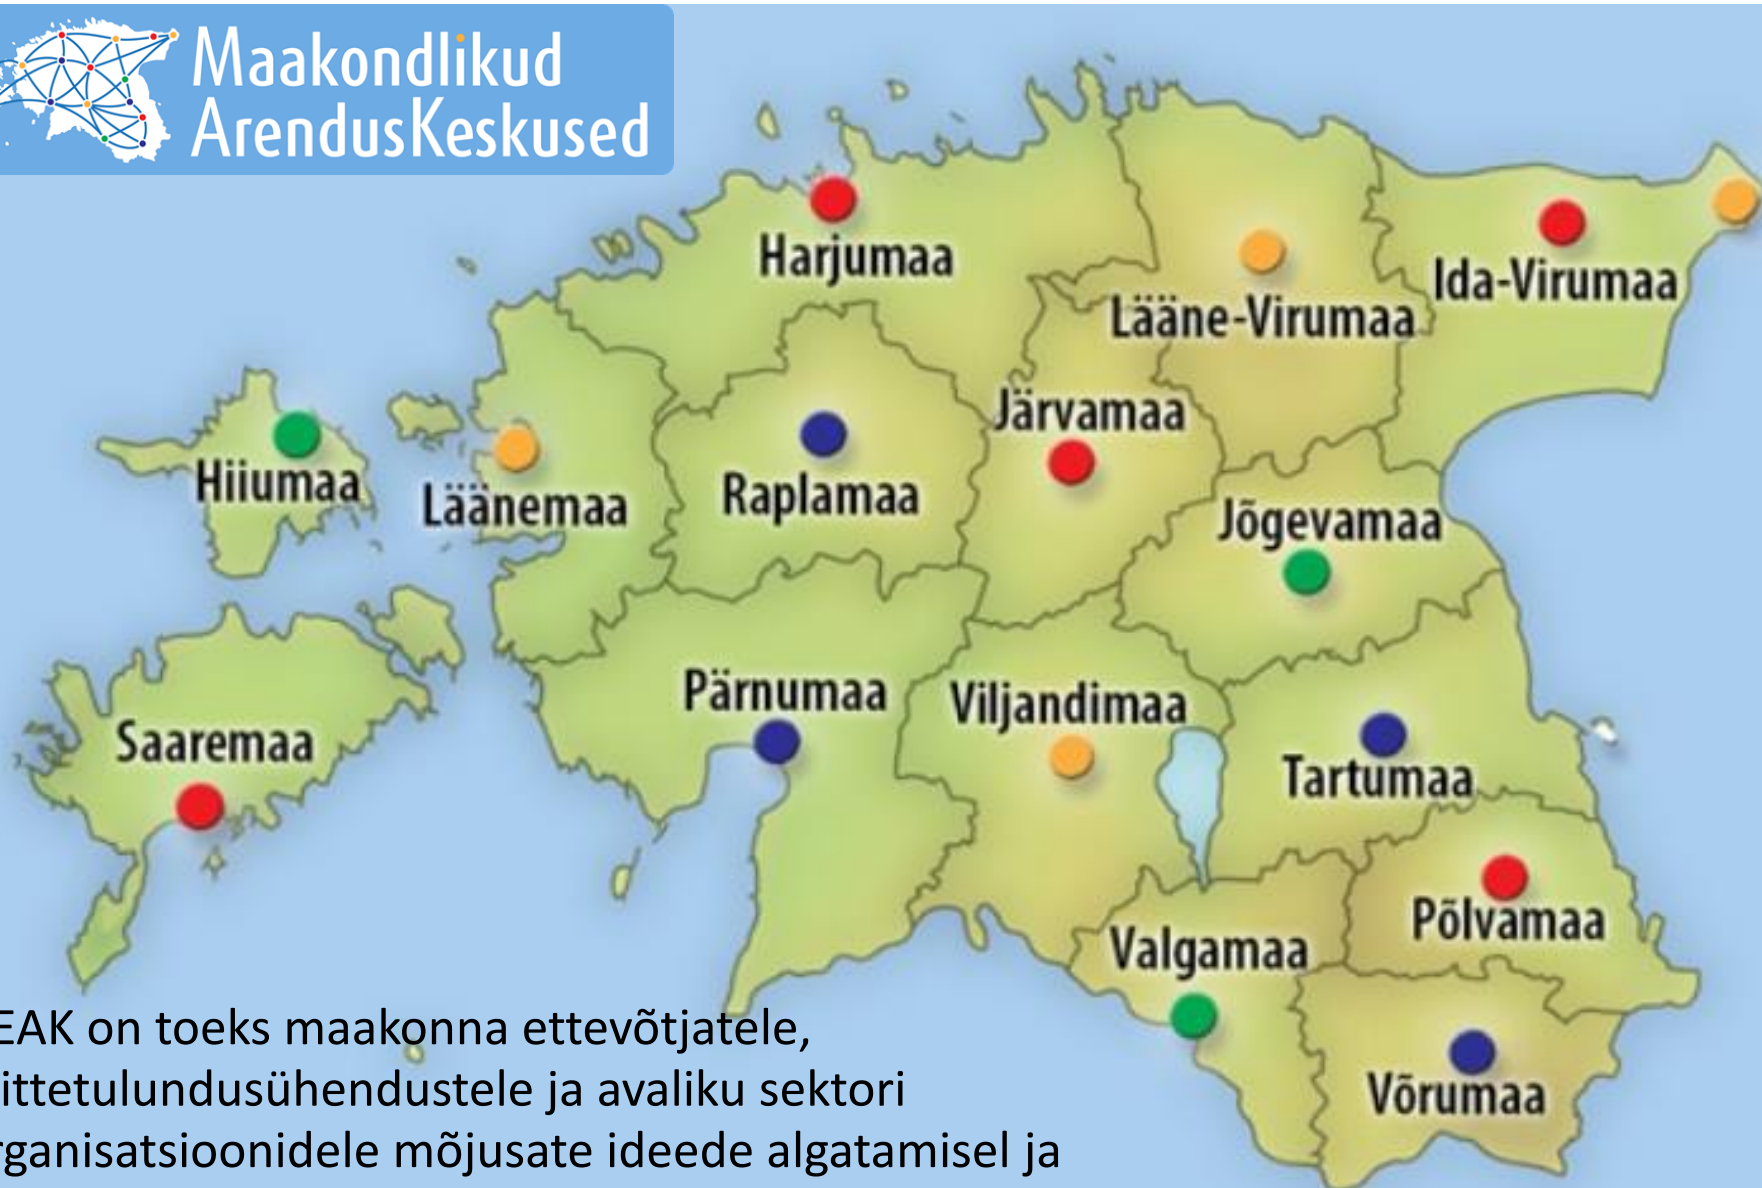 Maakondlikud
ArendusKeskused
Harjumaa
Ida-Virumaa
Lääne-Virumaa
Järvamaa
Hiiumaa
Läänemaa
Raplamaa
Jõgevamaa
Pärnumaa
Viljandimaa
Saaremaa
Tartumaa
Põlvamaa
Valgamaa
Võrumaa
EAK on toeks maakonna ettevõtjatele,
ittetulundusühendustele ja avaliku sektori
rganisatsioonidele mõjusate ideede algatamisel ja